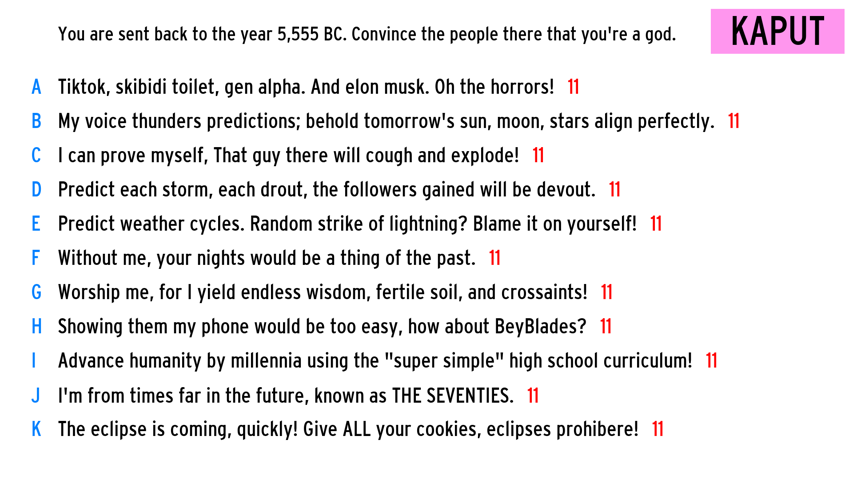 You are sent back to the year 5,555 BC. Convince the people there that you're a god.
KAPUT
A Tiktok, skibidi toilet, gen alpha. And elon musk. Oh the horrors! 11
B My voice thunders predictions; behold tomorrow's sun, moon, stars align perfectly. 11
C I can prove myself, That guy there will cough and explode! 11
D Predict each storm, each drout, the followers gained will be devout. 11
E Predict weather cycles. Random strike of lightning? Blame it on yourself! 11
F Without me, your nights would be a thing of the past. 11
G Worship me, for I yield endless wisdom, fertile soil, and crossaints! 11
H Showing them my phone would be too easy, how about BeyBlades? 11
I Advance humanity by millennia using the "super simple" high school curriculum! 11
J I'm from times far in the future, known as THE SEVENTIES. 11
K The eclipse is coming, quickly! Give ALL your cookies, eclipses prohibere! 11